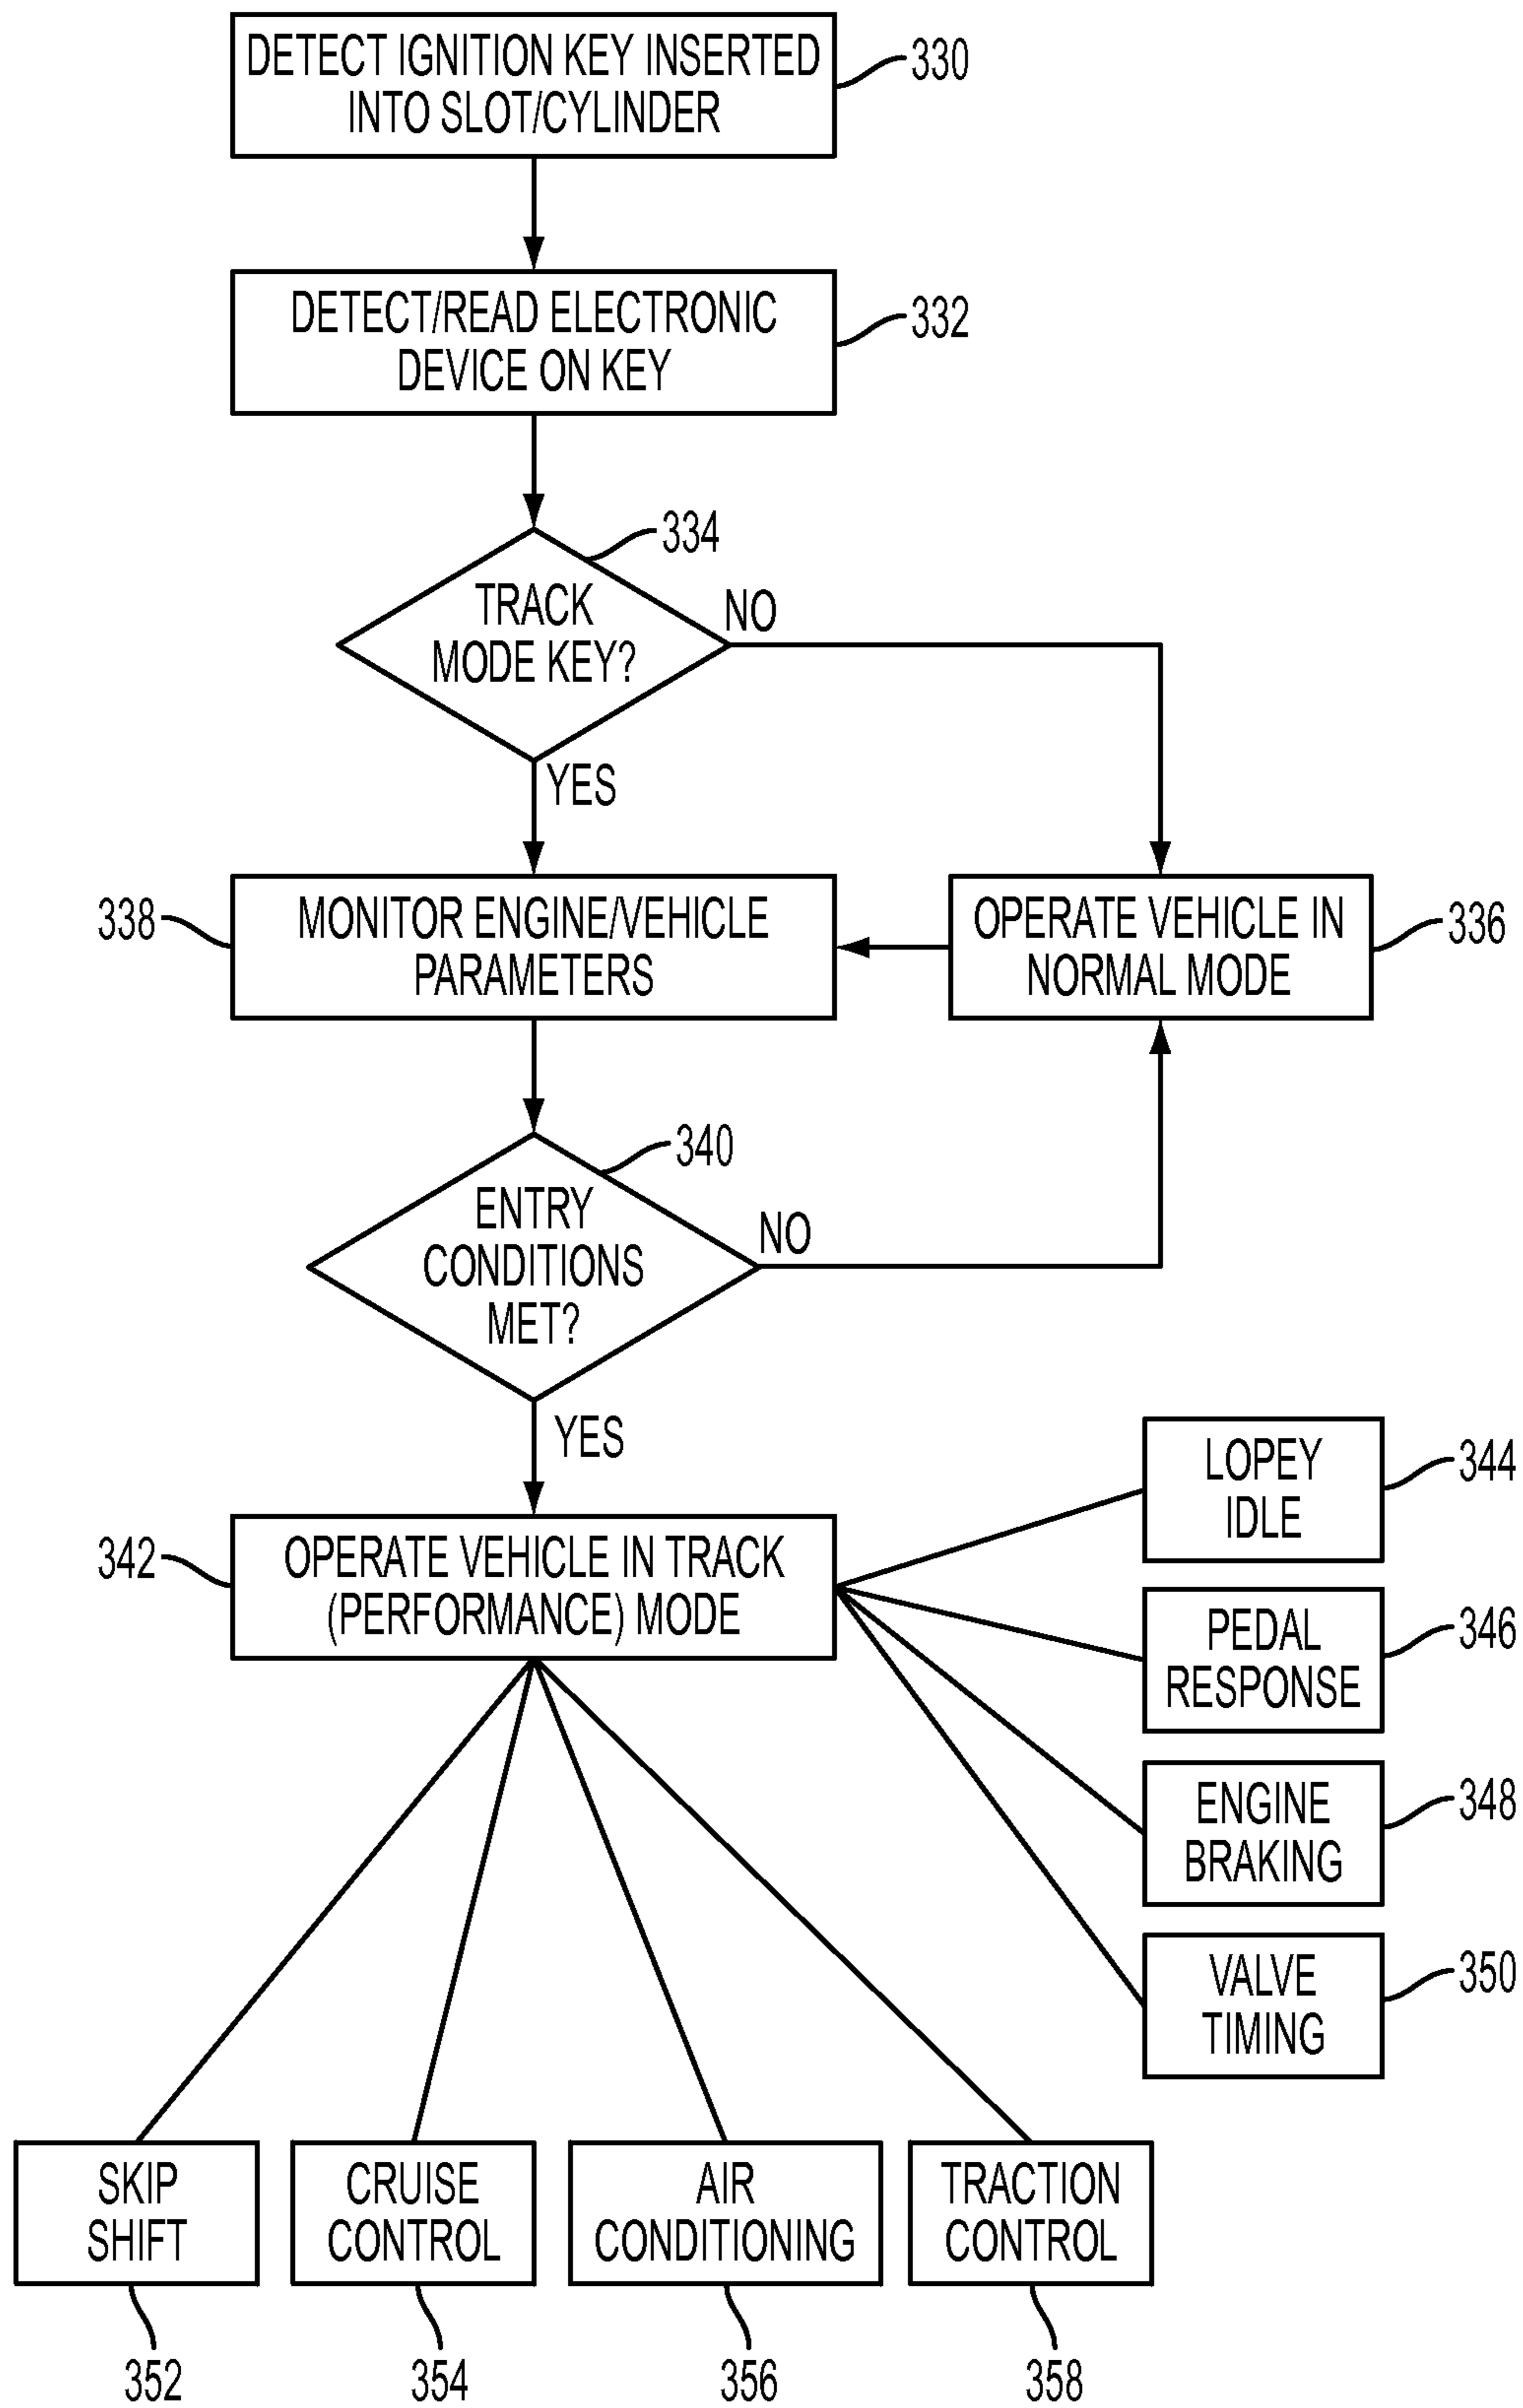 DETECT IGNITION KEY INSERTED
INTO SLOT/CYLINDER
330
DETECT/READ ELECTRONIC
DEVICE ON KEY
332
334
TRACK
MODE KEY?
NO
YES
338
MONITOR ENGINE/VEHICLE
PARAMETERS
OPERATE VEHICLE IN
NORMAL MODE
336
340
ENTRY
CONDITIONS
MET?
NO
YES
342
OPERATE VEHICLE IN TRACK
(PERFORMANCE) MODE
LOPEY
IDLE
344
PEDAL
RESPONSE
346
ENGINE
BRAKING
348
VALVE
TIMING
350
SKIP
SHIFT
CRUISE
CONTROL
AIR
CONDITIONING
TRACTION
CONTROL
352
354
356
358